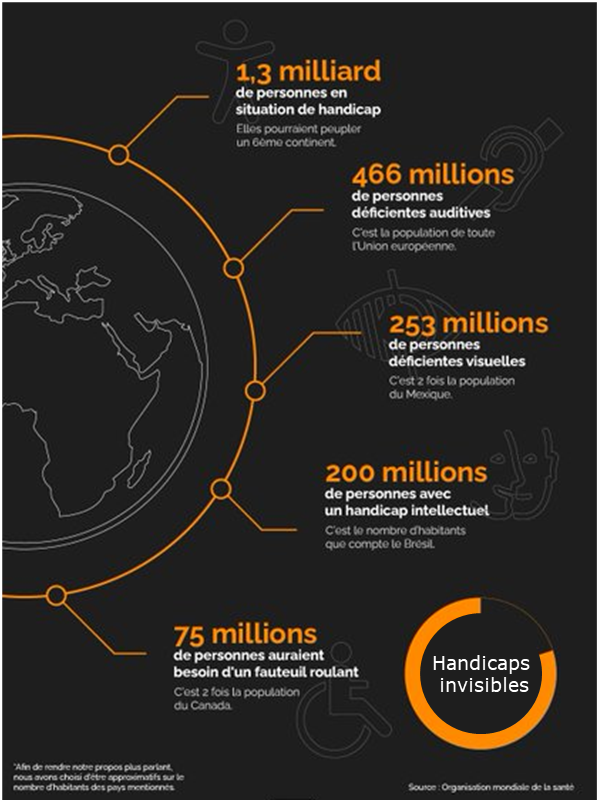 1,3 milliard
de personnes en
situation de handicap
Elles pourraient peupler
un 6ème continent.
466 millions
de personnes
déficientes auditives
C'est la population de toute
l'Union européenne.
253 millions
de personnes
déficientes visuelles
C'est 2 fois la population
du Mexique.
200 millions
de personnes avec
un handicap intellectuel
C'est le nombre d'habitants
que compte le Brésil.
75 millions
de personnes auraient
besoin d'un fauteuil roulant
C'est 2 fois la population
du Canada.
Handicaps
invisibles
*Afin de rendre notre propos plus parlant,
nous avons choisi d'être approximatifs sur le
nombre d'habitants des pays mentionnés.
Source : Organisation mondiale de la santé